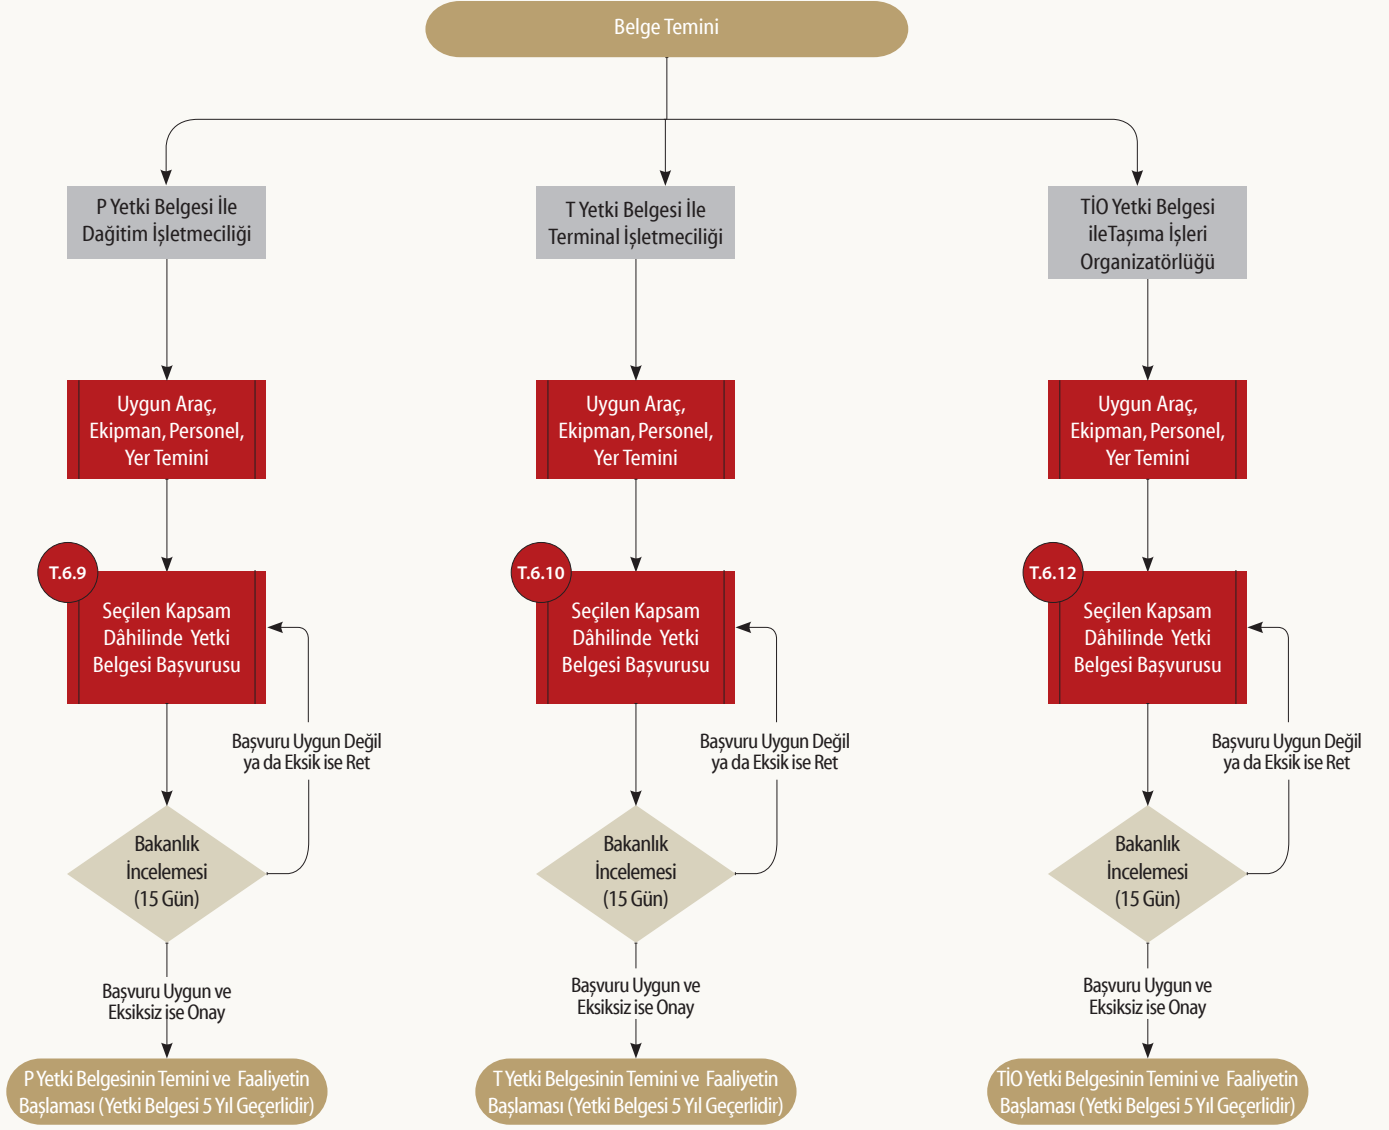 Belge Temini
P Yetki Belgesi İle
Dağitim İşletmeciliği
Uygun Araç,
Ekipman, Personel,
Yer Temini
T.6.9
Seçilen Kapsam
Dâhilinde Yetki
Belgesi Başvurusu
Başvuru Uygun Değil
ya da Eksik ise Ret
Bakanlık
İncelemesi
(15 Gün)
Başvuru Uygun ve
Eksiksiz ise Onay
P Yetki Belgesinin Temini ve Faaliyetin
Başlaması (Yetki Belgesi 5 Yıl Geçerlidir)
T Yetki Belgesi İle
Terminal İşletmeciliği
Uygun Araç,
Ekipman, Personel,
Yer Temini
T.6.10
Seçilen Kapsam
Dâhilinde Yetki
Belgesi Başvurusu
Başvuru Uygun Değil
ya da Eksik ise Ret
Bakanlık
İncelemesi
(15 Gün)
Başvuru Uygun ve
Eksiksiz ise Onay
T Yetki Belgesinin Temini ve Faaliyetin
Başlaması (Yetki Belgesi 5 Yıl Geçerlidir)
TİO Yetki Belgesi
ileTaşıma İşleri
Organizatörlüğü
Uygun Araç,
Ekipman, Personel,
Yer Temini
T.6.12
Seçilen Kapsam
Dâhilinde Yetki
Belgesi Başvurusu
Başvuru Uygun Değil
ya da Eksik ise Ret
Bakanlık
İncelemesi
(15 Gün)
Başvuru Uygun ve
Eksiksiz ise Onay
TİO Yetki Belgesinin Temini ve Faaliyetin
Başlaması (Yetki Belgesi 5 Yıl Geçerlidir)